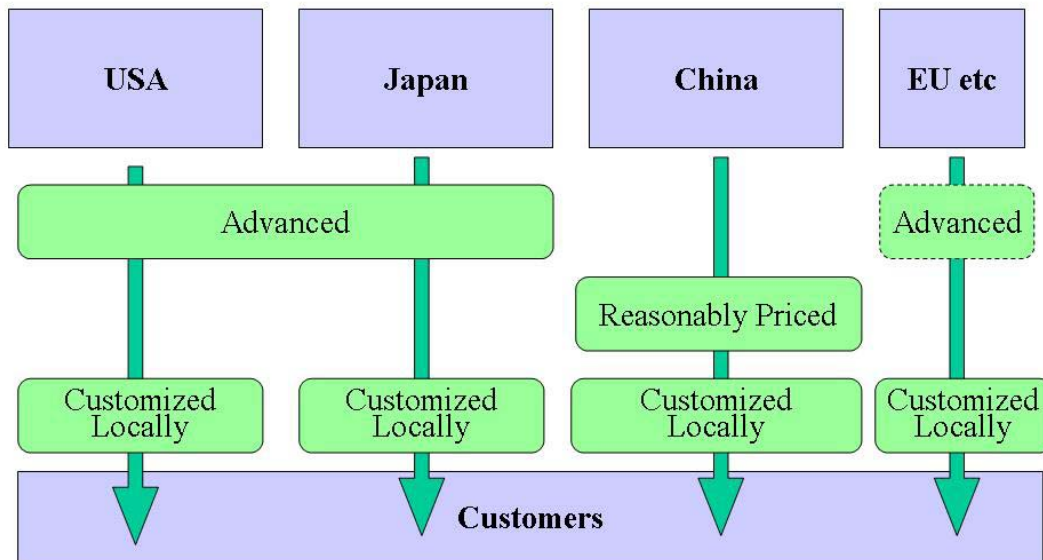 USA
Japan
China
EU etc
Advanced
Advanced
Reasonably Priced
Customized
Locally
Customized
Locally
Customized
Locally
Customized
Locally
Customers